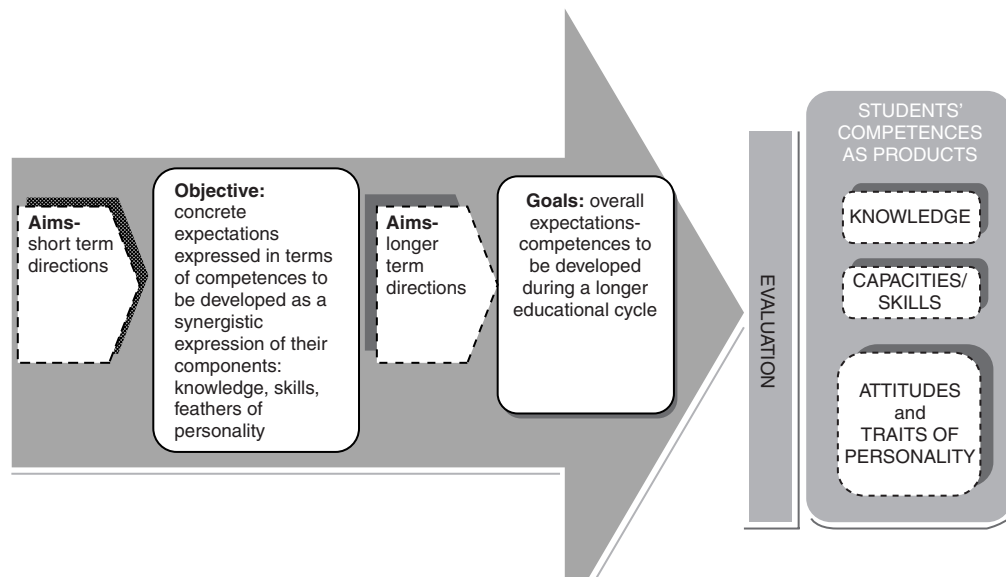 Aims-
short term
directions
Objective:
concrete
expectations
expressed in terms
of competences to
be developed as a
synergistic
expression of their
components:
knowledge, skills,
feathers of
personality
Aims-
longer
term
directions
Goals: overall
expectations-
competences to
be developed
during a longer
educational cycle
EVALUATION
STUDENTS'
COMPETENCES
AS PRODUCTS
KNOWLEDGE
CAPACITIES/
SKILLS
ATTITUDES
and
TRAITS OF
PERSONALITY